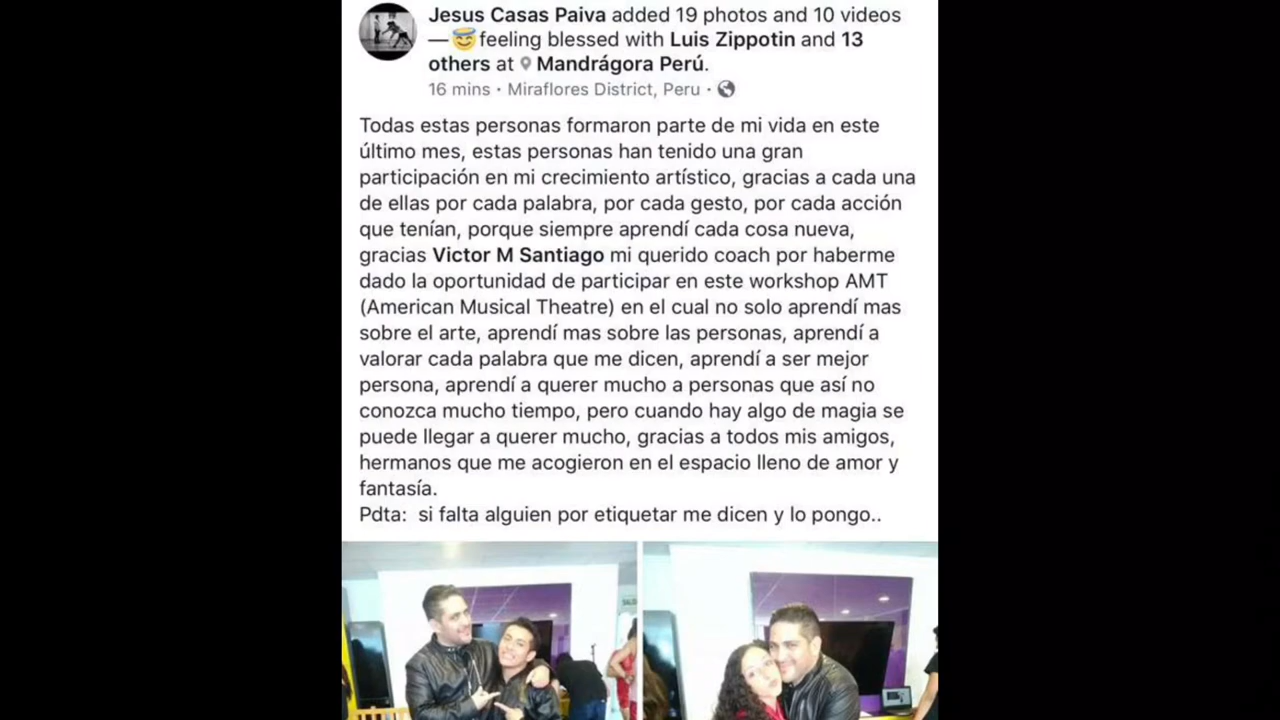 Jesus Casas Paiva added 19 photos and 10 videos
— 😇 feeling blessed with Luis Zippotin and 13
others at Mandrágora Perú.
16 mins · Miraflores District, Peru ·
Todas estas personas formaron parte de mi vida en este
último mes, estas personas han tenido una gran
participación en mi crecimiento artístico, gracias a cada una
de ellas por cada palabra, por cada gesto, por cada acción
que tenían, porque siempre aprendí cada cosa nueva,
gracias Victor M Santiago mi querido coach por haberme
dado la oportunidad de participar en este workshop AMT
(American Musical Theatre) en el cual no solo aprendí mas
sobre el arte, aprendí mas sobre las personas, aprendí a
valorar cada palabra que me dicen, aprendí a ser mejor
persona, aprendí a querer mucho a personas que así no
conozca mucho tiempo, pero cuando hay algo de magia se
puede llegar a querer mucho, gracias a todos mis amigos,
hermanos que me acogieron en el espacio lleno de amor y
fantasía.
Pdta:  si falta alguien por etiquetar me dicen y lo pongo..